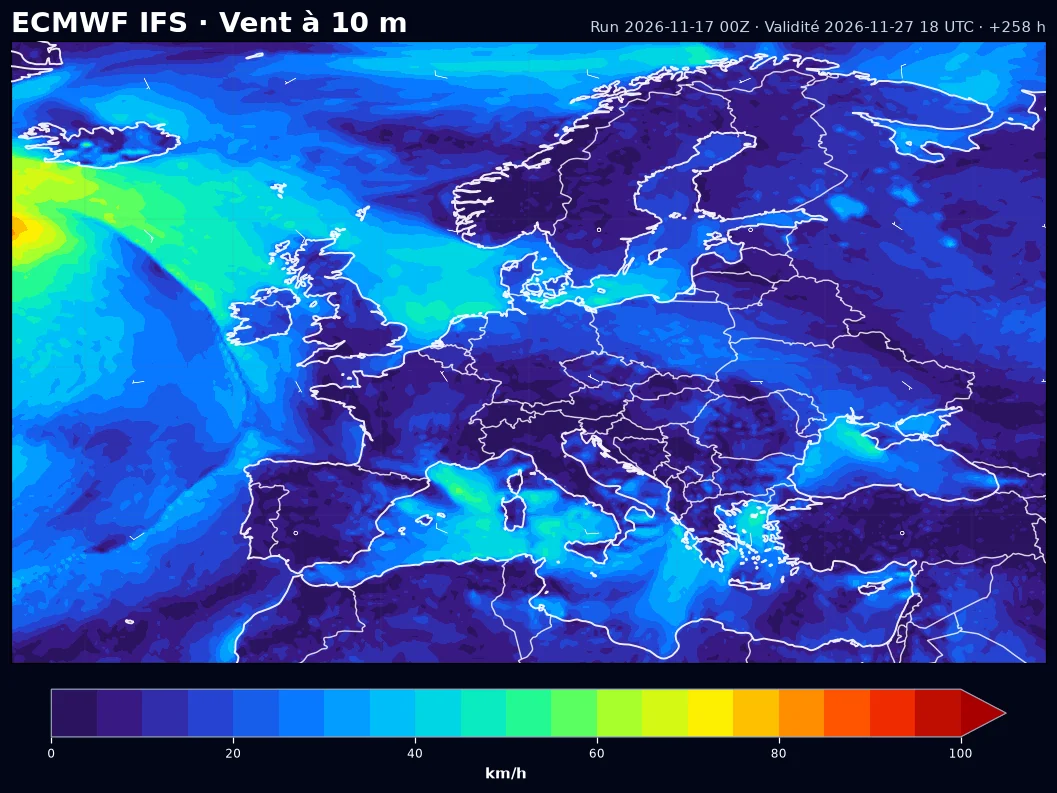 ECMWF IFS · Vent à 10 m
Run 2026-11-17 00Z · Validité 2026-11-27 18 UTC · +258 h
0 20 40 60 80 100
km/h